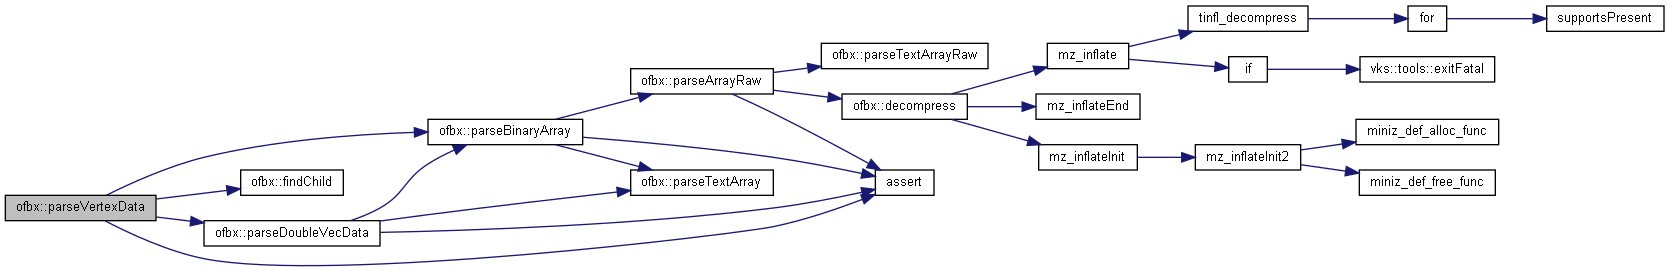 ofbx::parseVertexData
ofbx::findChild
ofbx::parseDoubleVecData
ofbx::parseBinaryArray
ofbx::parseArrayRaw
ofbx::parseTextArray
ofbx::parseTextArrayRaw
ofbx::decompress
assert
mz_inflate
mz_inflateEnd
mz_inflateInit
tinfl_decompress
if
mz_inflateInit2
for
vks::tools::exitFatal
miniz_def_alloc_func
miniz_def_free_func
supportsPresent